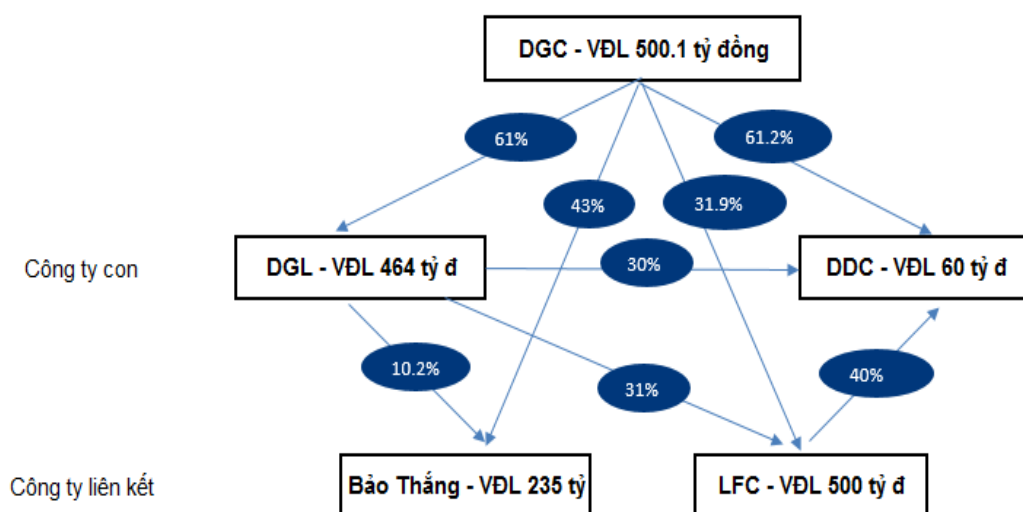 DGC - VĐL 500.1 tỷ đồng
61%
61.2%
43%
31.9%
Công ty con
DGL - VĐL 464 tỷ đ
30%
DDC - VĐL 60 tỷ đ
10.2%
31%
40%
Công ty liên kết
Bảo Thắng - VĐL 235 tỷ
LFC - VĐL 500 tỷ đ